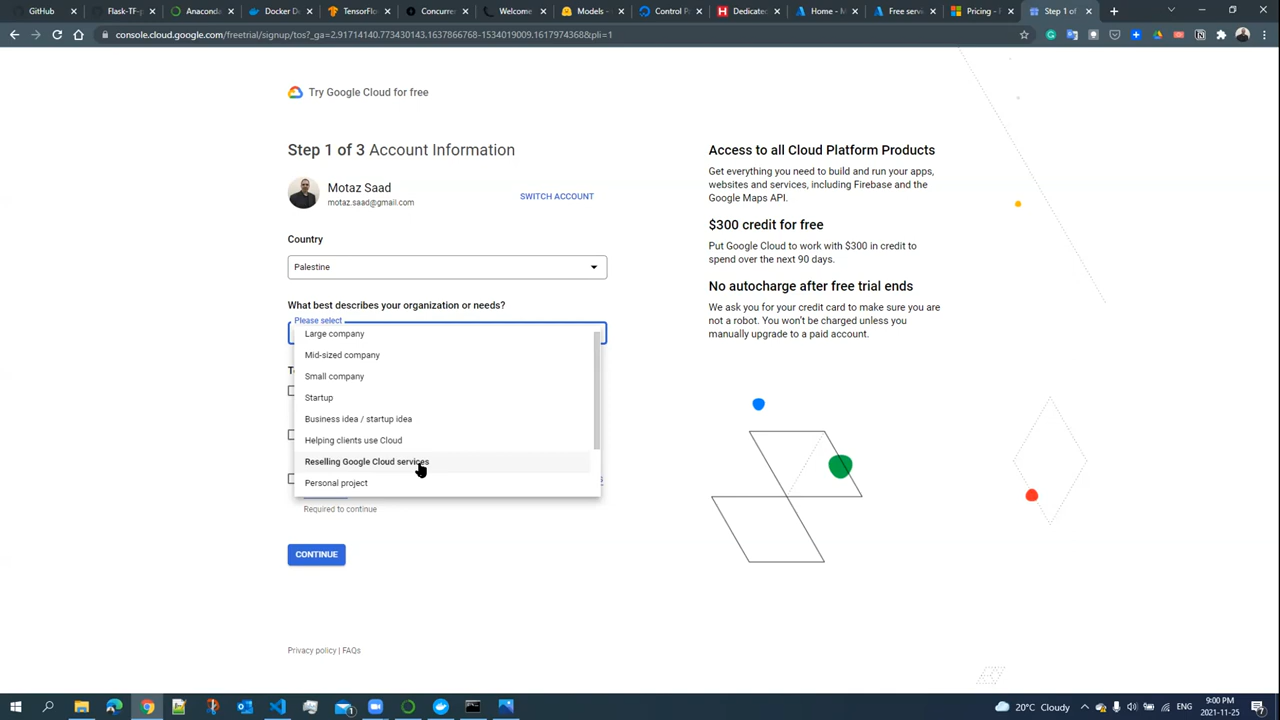 GitHub
Flask-TF-
Anaconda
Docker De
TensorFlo
Concurre
Welcome
Models -
Control P
Dedicate
Home - M
Free servi
Pricing -
Step 1 of
console.cloud.google.com/freetrial/signup/tos?_ga=2.91714140.773430143.1637866768-1534019009.1617974368&pli=1
Try Google Cloud for free
Step 1 of 3 Account Information
Motaz Saad
motaz.saad@gmail.com
SWITCH ACCOUNT
Country
Palestine
What best describes your organization or needs?
Please select
Large company
Mid-sized company
Small company
Startup
Business idea / startup idea
Helping clients use Cloud
Reselling Google Cloud services
Personal project
Required to continue
CONTINUE
Privacy policy | FAQs
Access to all Cloud Platform Products
Get everything you need to build and run your apps,
websites and services, including Firebase and the
Google Maps API.
$300 credit for free
Put Google Cloud to work with $300 in credit to
spend over the next 90 days.
No autocharge after free trial ends
We ask you for your credit card to make sure you are
not a robot. You won't be charged unless you
manually upgrade to a paid account.
20°C Cloudy
9:00 PM
2021-11-25